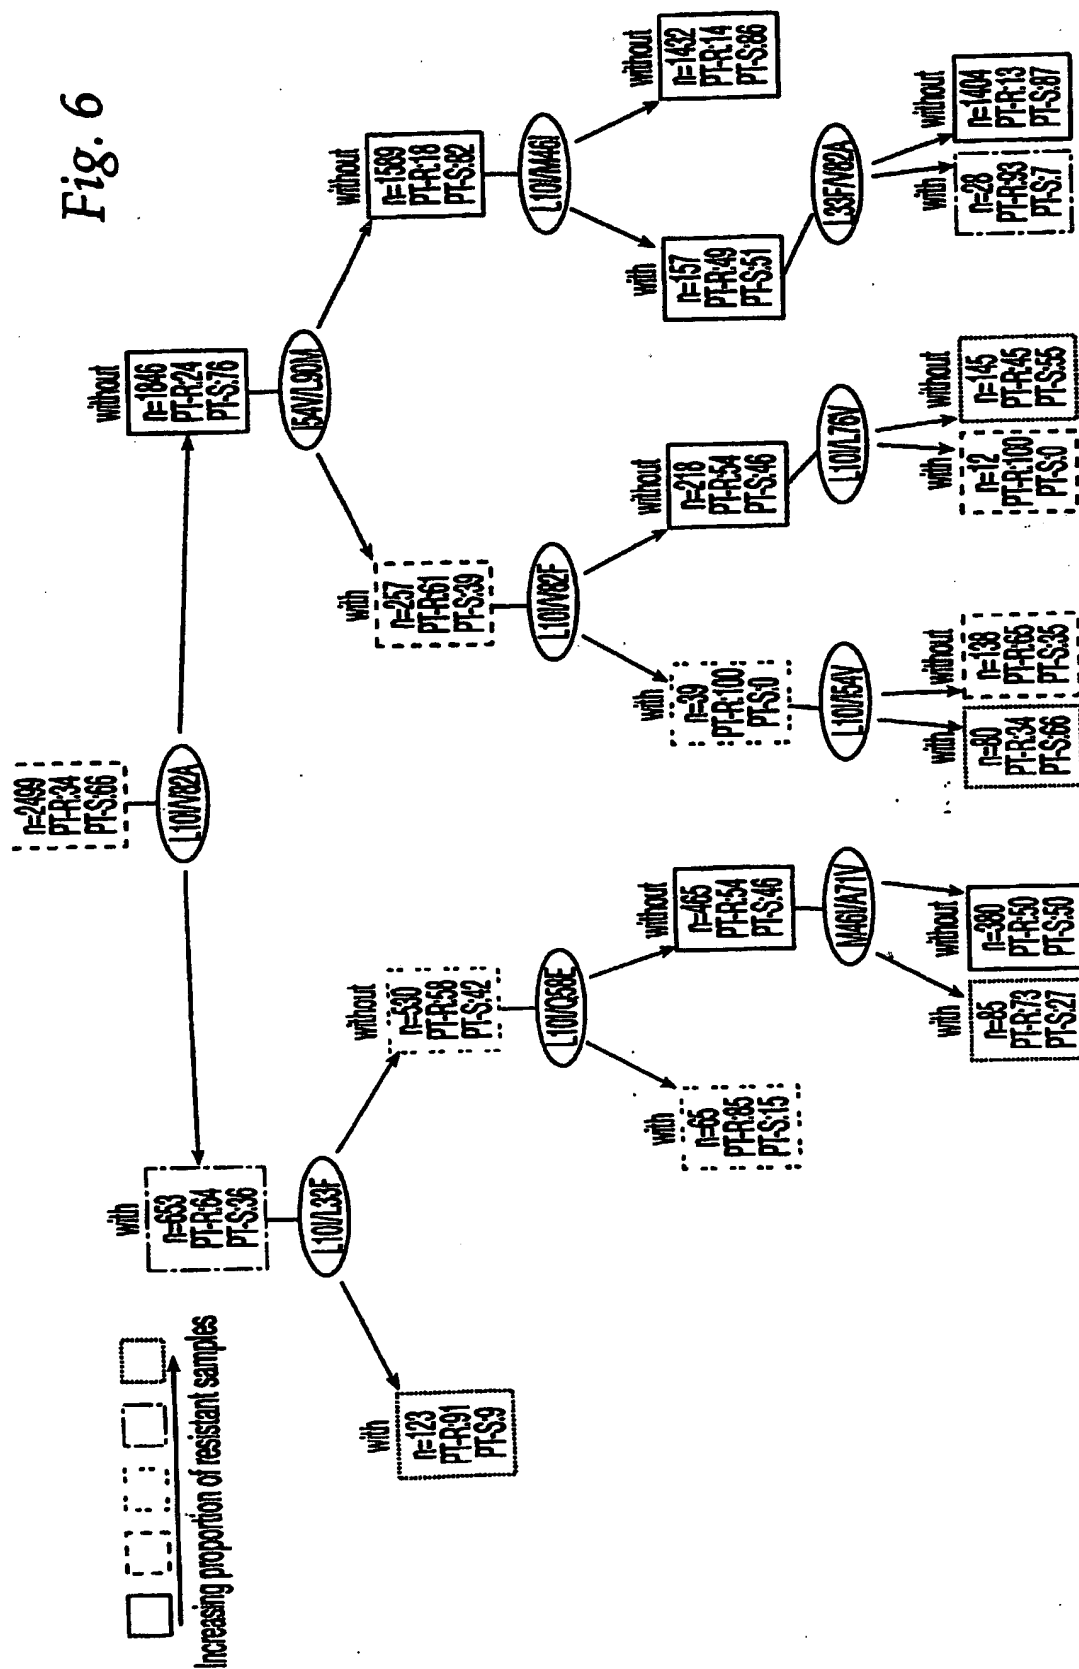 Fig. 6
Increasing proportion of resistant samples
n=2499
PT-R:34
PT-S:66
L10I/V82A
with
n=653
PT-R:64
PT-S:36
without
n=1846
PT-R:24
PT-S:76
L10I/L33F
I54V/L90M
with
n=123
PT-R:91
PT-S:9
without
n=530
PT-R:58
PT-S:42
with
n=257
PT-R:61
PT-S:39
without
n=1589
PT-R:18
PT-S:82
L10I/Q58E
L10I/V82F
L10I/M46I
with
n=65
PT-R:85
PT-S:15
without
n=465
PT-R:54
PT-S:46
with
n=39
PT-R:100
PT-S:0
without
n=218
PT-R:54
PT-S:46
with
n=157
PT-R:49
PT-S:51
without
n=1432
PT-R:14
PT-S:86
M46I/A71V
L10I/I54V
L10I/L76V
L33F/V82A
with
n=85
PT-R:73
PT-S:27
without
n=380
PT-R:50
PT-S:50
with
n=80
PT-R:34
PT-S:66
without
n=138
PT-R:65
PT-S:35
with
n=12
PT-R:100
PT-S:0
without
n=145
PT-R:45
PT-S:55
with
n=28
PT-R:93
PT-S:7
without
n=1404
PT-R:13
PT-S:87